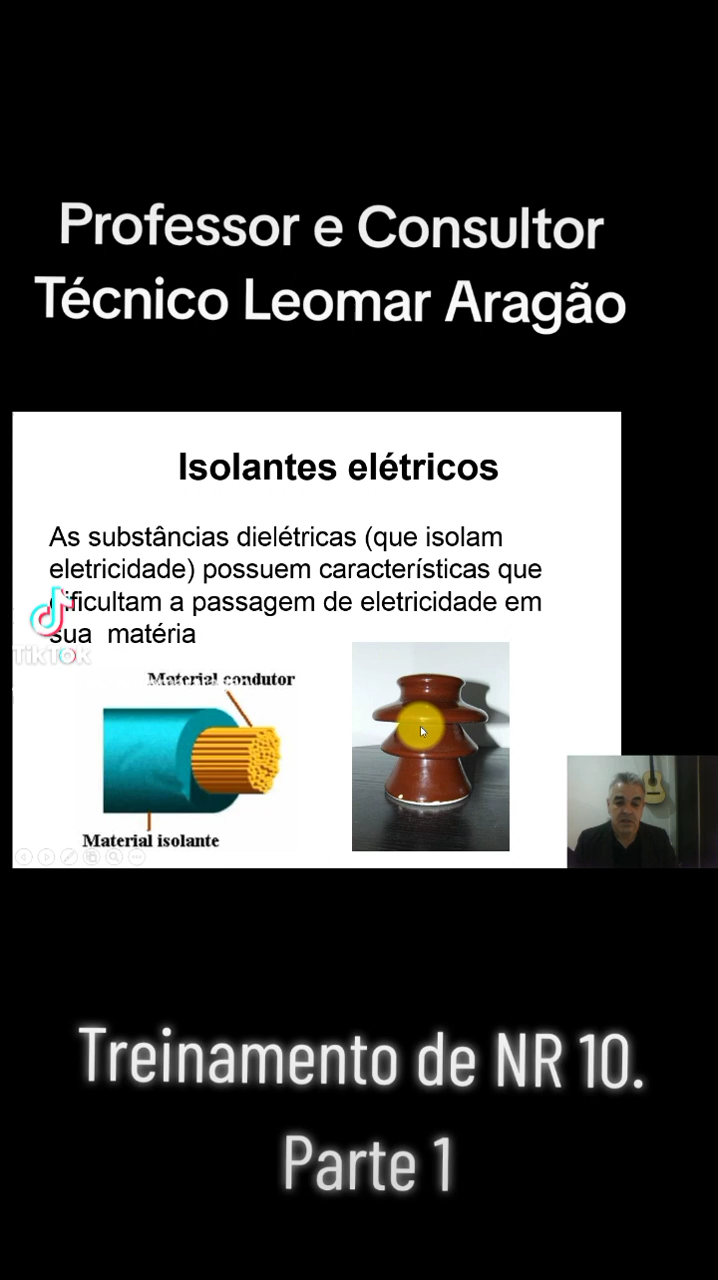 Professor e Consultor
Técnico Leomar Aragão
Isolantes elétricos
As substâncias dielétricas (que isolam
eletricidade) possuem características que
dificultam a passagem de eletricidade em
sua matéria
TikTok
Material condutor
Material isolante
Treinamento de NR 10.
Parte 1